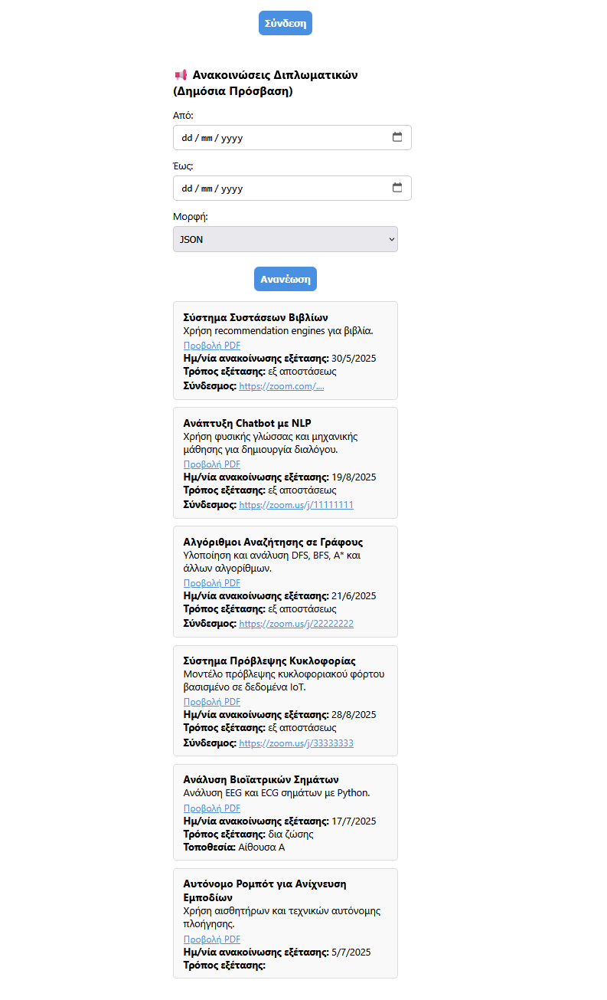 Σύνδεση
Ανακοινώσεις Διπλωματικών
(Δημόσια Πρόσβαση)
Από:
dd / mm / yyyy
Έως:
dd / mm / yyyy
Μορφή:
JSON
Ανανέωση
Σύστημα Συστάσεων Βιβλίων
Χρήση recommendation engines για βιβλία.
Προβολή PDF
Ημ/νία ανακοίνωσης εξέτασης: 30/5/2025
Τρόπος εξέτασης: εξ αποστάσεως
Σύνδεσμος: https://zoom.com/....
Ανάπτυξη Chatbot με NLP
Χρήση φυσικής γλώσσας και μηχανικής
μάθησης για δημιουργία διαλόγου.
Προβολή PDF
Ημ/νία ανακοίνωσης εξέτασης: 19/8/2025
Τρόπος εξέτασης: εξ αποστάσεως
Σύνδεσμος: https://zoom.us/j/11111111
Αλγόριθμοι Αναζήτησης σε Γράφους
Υλοποίηση και ανάλυση DFS, BFS, A* και
άλλων αλγορίθμων.
Προβολή PDF
Ημ/νία ανακοίνωσης εξέτασης: 21/6/2025
Τρόπος εξέτασης: εξ αποστάσεως
Σύνδεσμος: https://zoom.us/j/22222222
Σύστημα Πρόβλεψης Κυκλοφορίας
Μοντέλο πρόβλεψης κυκλοφοριακού φόρτου
βασισμένο σε δεδομένα IoT.
Προβολή PDF
Ημ/νία ανακοίνωσης εξέτασης: 28/8/2025
Τρόπος εξέτασης: εξ αποστάσεως
Σύνδεσμος: https://zoom.us/j/33333333
Ανάλυση Βιοϊατρικών Σημάτων
Ανάλυση EEG και ECG σημάτων με Python.
Προβολή PDF
Ημ/νία ανακοίνωσης εξέτασης: 17/7/2025
Τρόπος εξέτασης: δια ζώσης
Τοποθεσία: Αίθουσα Α
Αυτόνομο Ρομπότ για Ανίχνευση
Εμποδίων
Χρήση αισθητήρων και τεχνικών αυτόνομης
πλοήγησης.
Προβολή PDF
Ημ/νία ανακοίνωσης εξέτασης: 5/7/2025
Τρόπος εξέτασης: